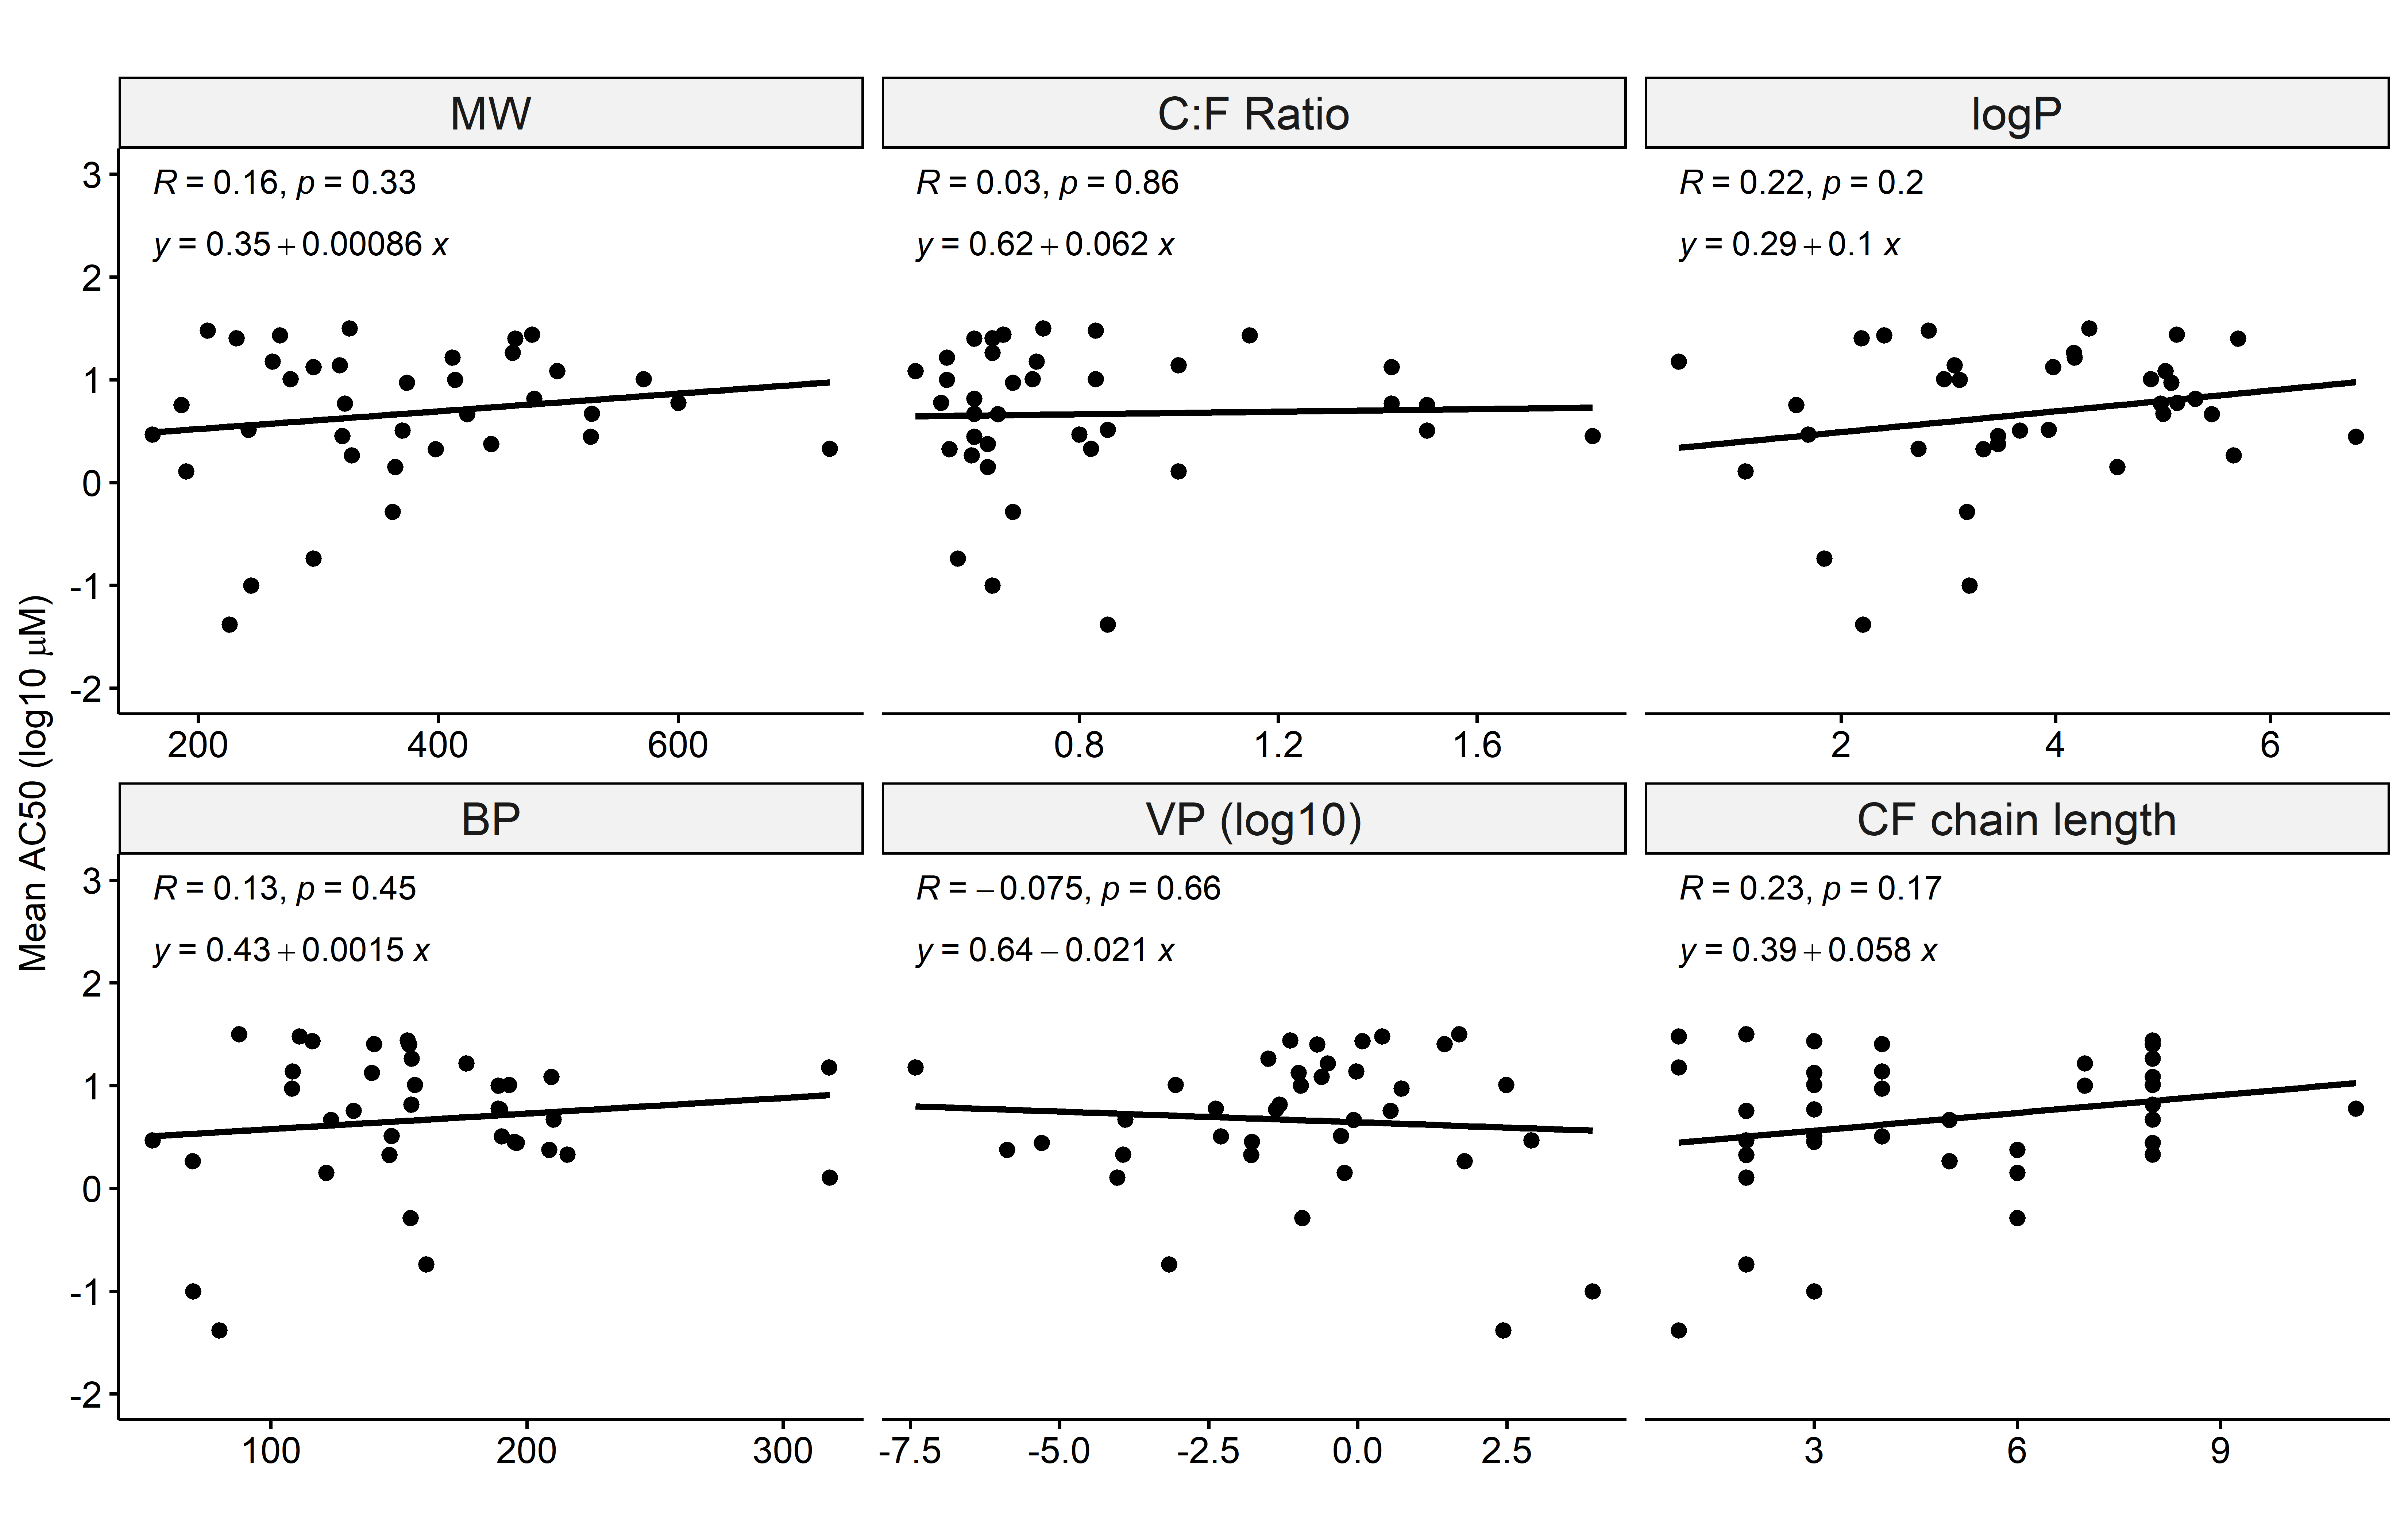 MW
C:F Ratio
logP
R = 0.16, p = 0.33
y = 0.35 + 0.00086 x
R = 0.03, p = 0.86
y = 0.62 + 0.062 x
R = 0.22, p = 0.2
y = 0.29 + 0.1 x
3
2
1
0
-1
-2
200 400 600
0.8 1.2 1.6
2 4 6
Mean AC50 (log10 μM)
BP
VP (log10)
CF chain length
R = 0.13, p = 0.45
y = 0.43 + 0.0015 x
R = −0.075, p = 0.66
y = 0.64 − 0.021 x
R = 0.23, p = 0.17
y = 0.39 + 0.058 x
3
2
1
0
-1
-2
100 200 300
-7.5 -5.0 -2.5 0.0 2.5
3 6 9